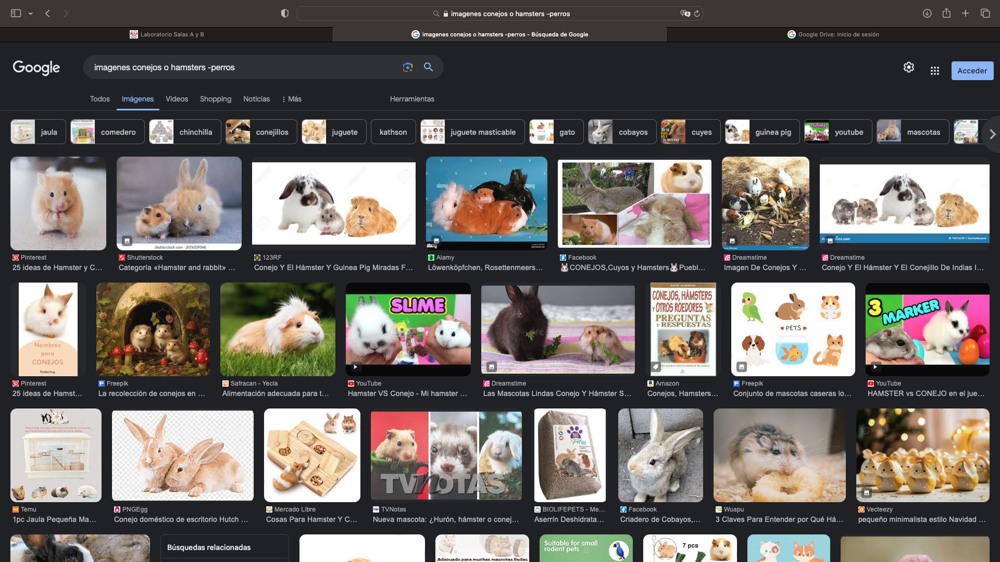 imagenes conejos o hamsters -perros
Laboratorio Salas A y B
imagenes conejos o hamsters -perros - Búsqueda de Google
Google Drive: inicio de sesión
Google
imagenes conejos o hamsters -perros
Acceder
Todos
Imágenes
Videos
Shopping
Noticias
Más
Herramientas
jaula
comedero
chinchilla
conejillos
juguete
kathson
juguete masticable
gato
cobayos
cuyes
guinea pig
youtube
mascotas
shutterstock.com · 2076329548
alamy
Pinterest
25 ideas de Hamster y C...
Shutterstock
Categoría «Hamster and rabbit» ...
123RF
Conejo Y El Hámster Y Guinea Pig Miradas F...
Alamy
Löwenköpfchen, Rosettenmeers...
Facebook
🐰CONEJOS,Cuyos y Hamsters🐰Puebl...
Dreamstime
Imagen De Conejos Y ...
Dreamstime
Conejo Y El Hámster Y El Conejillo De Indias I...
Nombres
para
CONEJOS
Petdarling
SLIME
DAVID ALDERTON
CONEJOS, HÁMSTERS
Y OTROS ROEDORES
PREGUNTAS
Y RESPUESTAS
PETS
3 MARKER
Pinterest
25 ideas de Hamst...
Freepik
La recolección de conejos en ...
Safracan - Yecla
Alimentación adecuada para t...
YouTube
Hamster VS Conejo - Mi hamster ...
Dreamstime
Las Mascotas Lindas Conejo Y Hámster S...
Amazon
Conejos, Hamsters...
Freepik
Conjunto de mascotas caseras lo...
YouTube
HAMSTER vs CONEJO en el jue...
TVNOTAS
Temu
1pc Jaula Pequeña Ma...
PNGEgg
Conejo doméstico de escritorio Hutch ...
Mercado Libre
Cosas Para Hamster Y C...
TVNotas
Nueva mascota: ¿Hurón, hámster o conej...
BIOLIFEPETS - Me...
Aserrín Deshidrata...
Facebook
Criadero de Cobayos,...
Wuapu
3 Claves Para Entender por Qué Há...
Vecteezy
pequeño minimalista estilo Navidad ...
Búsquedas relacionadas
Adecuado para muchas mascotas lindas
Suitable for small
rodent pets
7 pcs